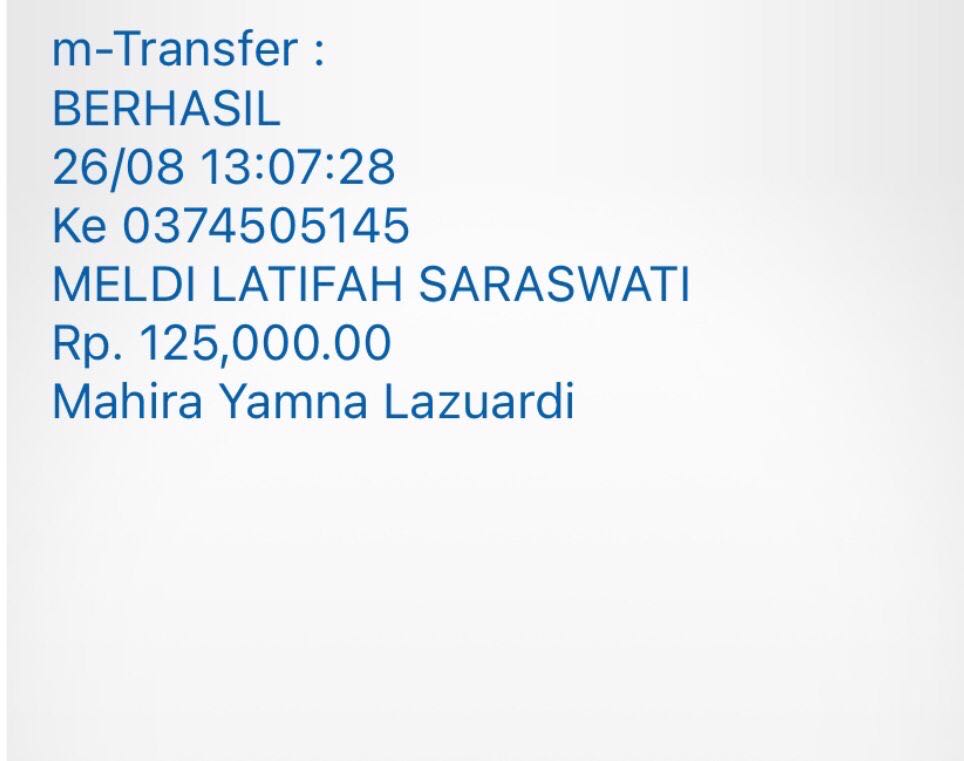 m-Transfer :
BERHASIL
26/08 13:07:28
Ke 0374505145
MELDI LATIFAH SARASWATI
Rp. 125,000.00
Mahira Yamna Lazuardi